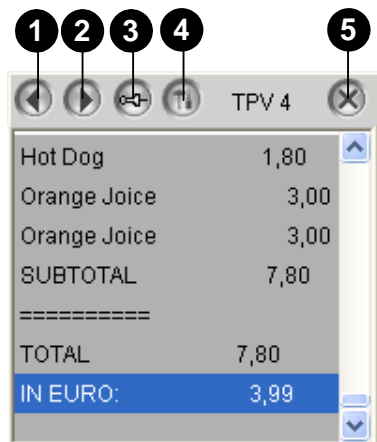 1 2 3 4 5
TPV 4
Hot Dog 1,80
Orange Joice 3,00
Orange Joice 3,00
SUBTOTAL 7,80
==========
TOTAL 7,80
IN EURO: 3,99